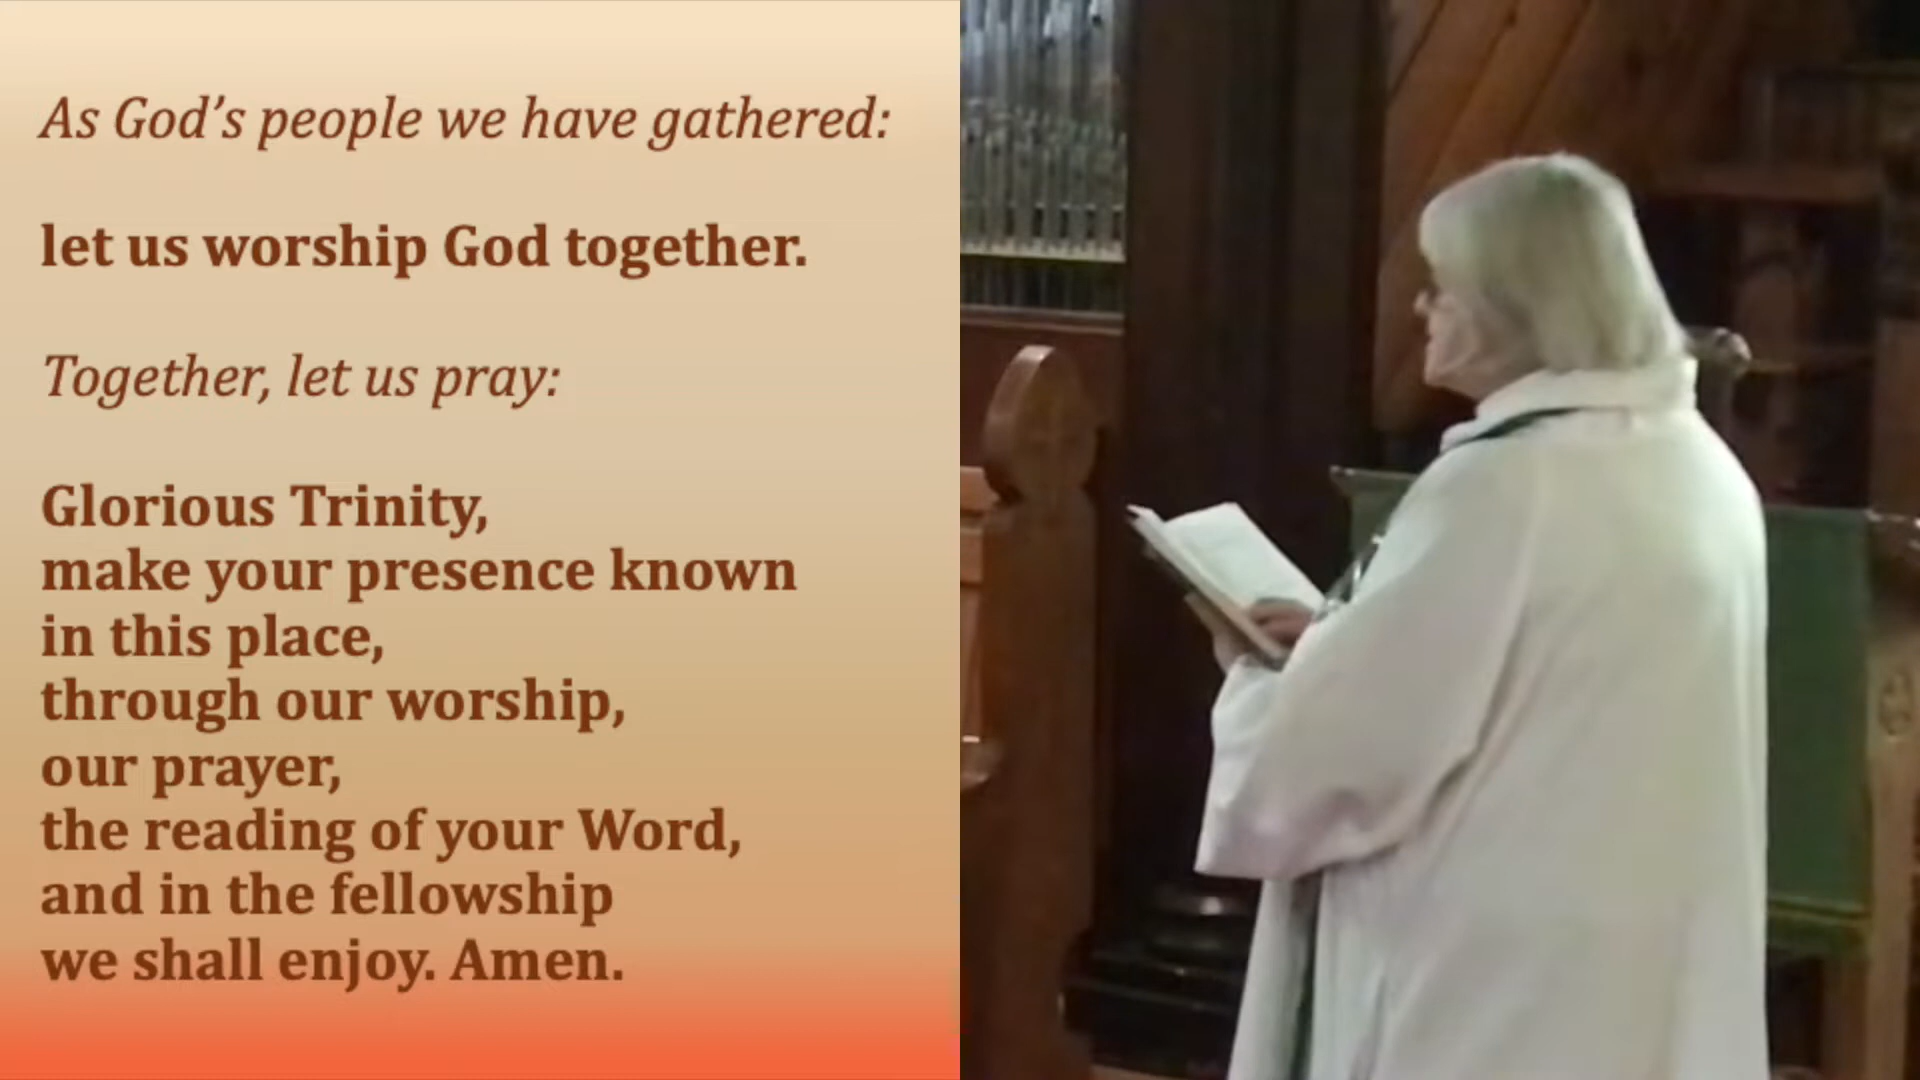 As God’s people we have gathered:
let us worship God together.
Together, let us pray:
Glorious Trinity,
make your presence known
in this place,
through our worship,
our prayer,
the reading of your Word,
and in the fellowship
we shall enjoy. Amen.